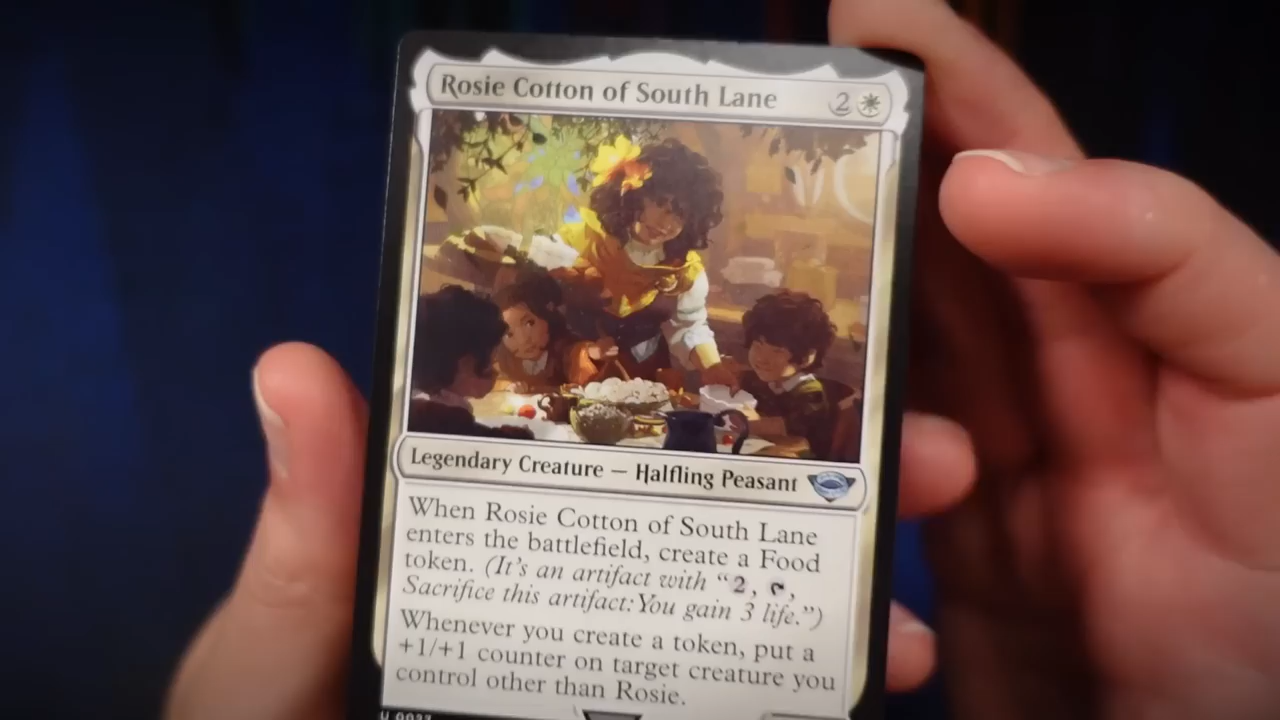 Rosie Cotton of South Lane 2
Legendary Creature — Halfling Peasant
When Rosie Cotton of South Lane
enters the battlefield, create a Food
token. (It's an artifact with “2, T,
Sacrifice this artifact: You gain 3 life.”)
Whenever you create a token, put a
+1/+1 counter on target creature you
control other than Rosie.